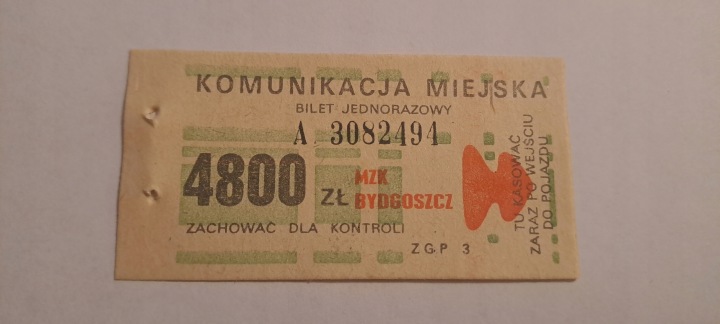 KOMUNIKACJA MIEJSKA
BILET JEDNORAZOWY
A 3082494
4800 ZŁ
MZK
BYDGOSZCZ
ZACHOWAĆ DLA KONTROLI
ZGP 3
TU KASOWAĆ
ZARAZ PO WEJŚCIU
DO POJAZDU